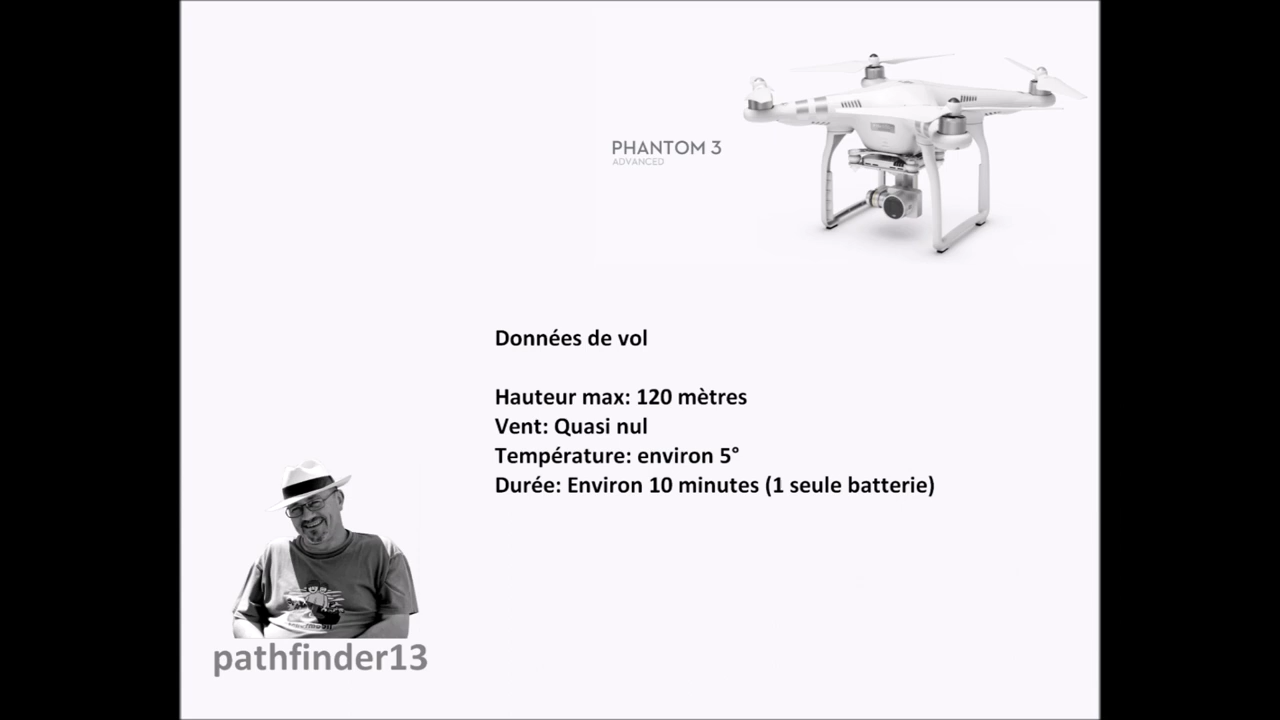 PHANTOM 3
ADVANCED
Données de vol
Hauteur max: 120 mètres
Vent: Quasi nul
Température: environ 5°
Durée: Environ 10 minutes (1 seule batterie)
pathfinder13